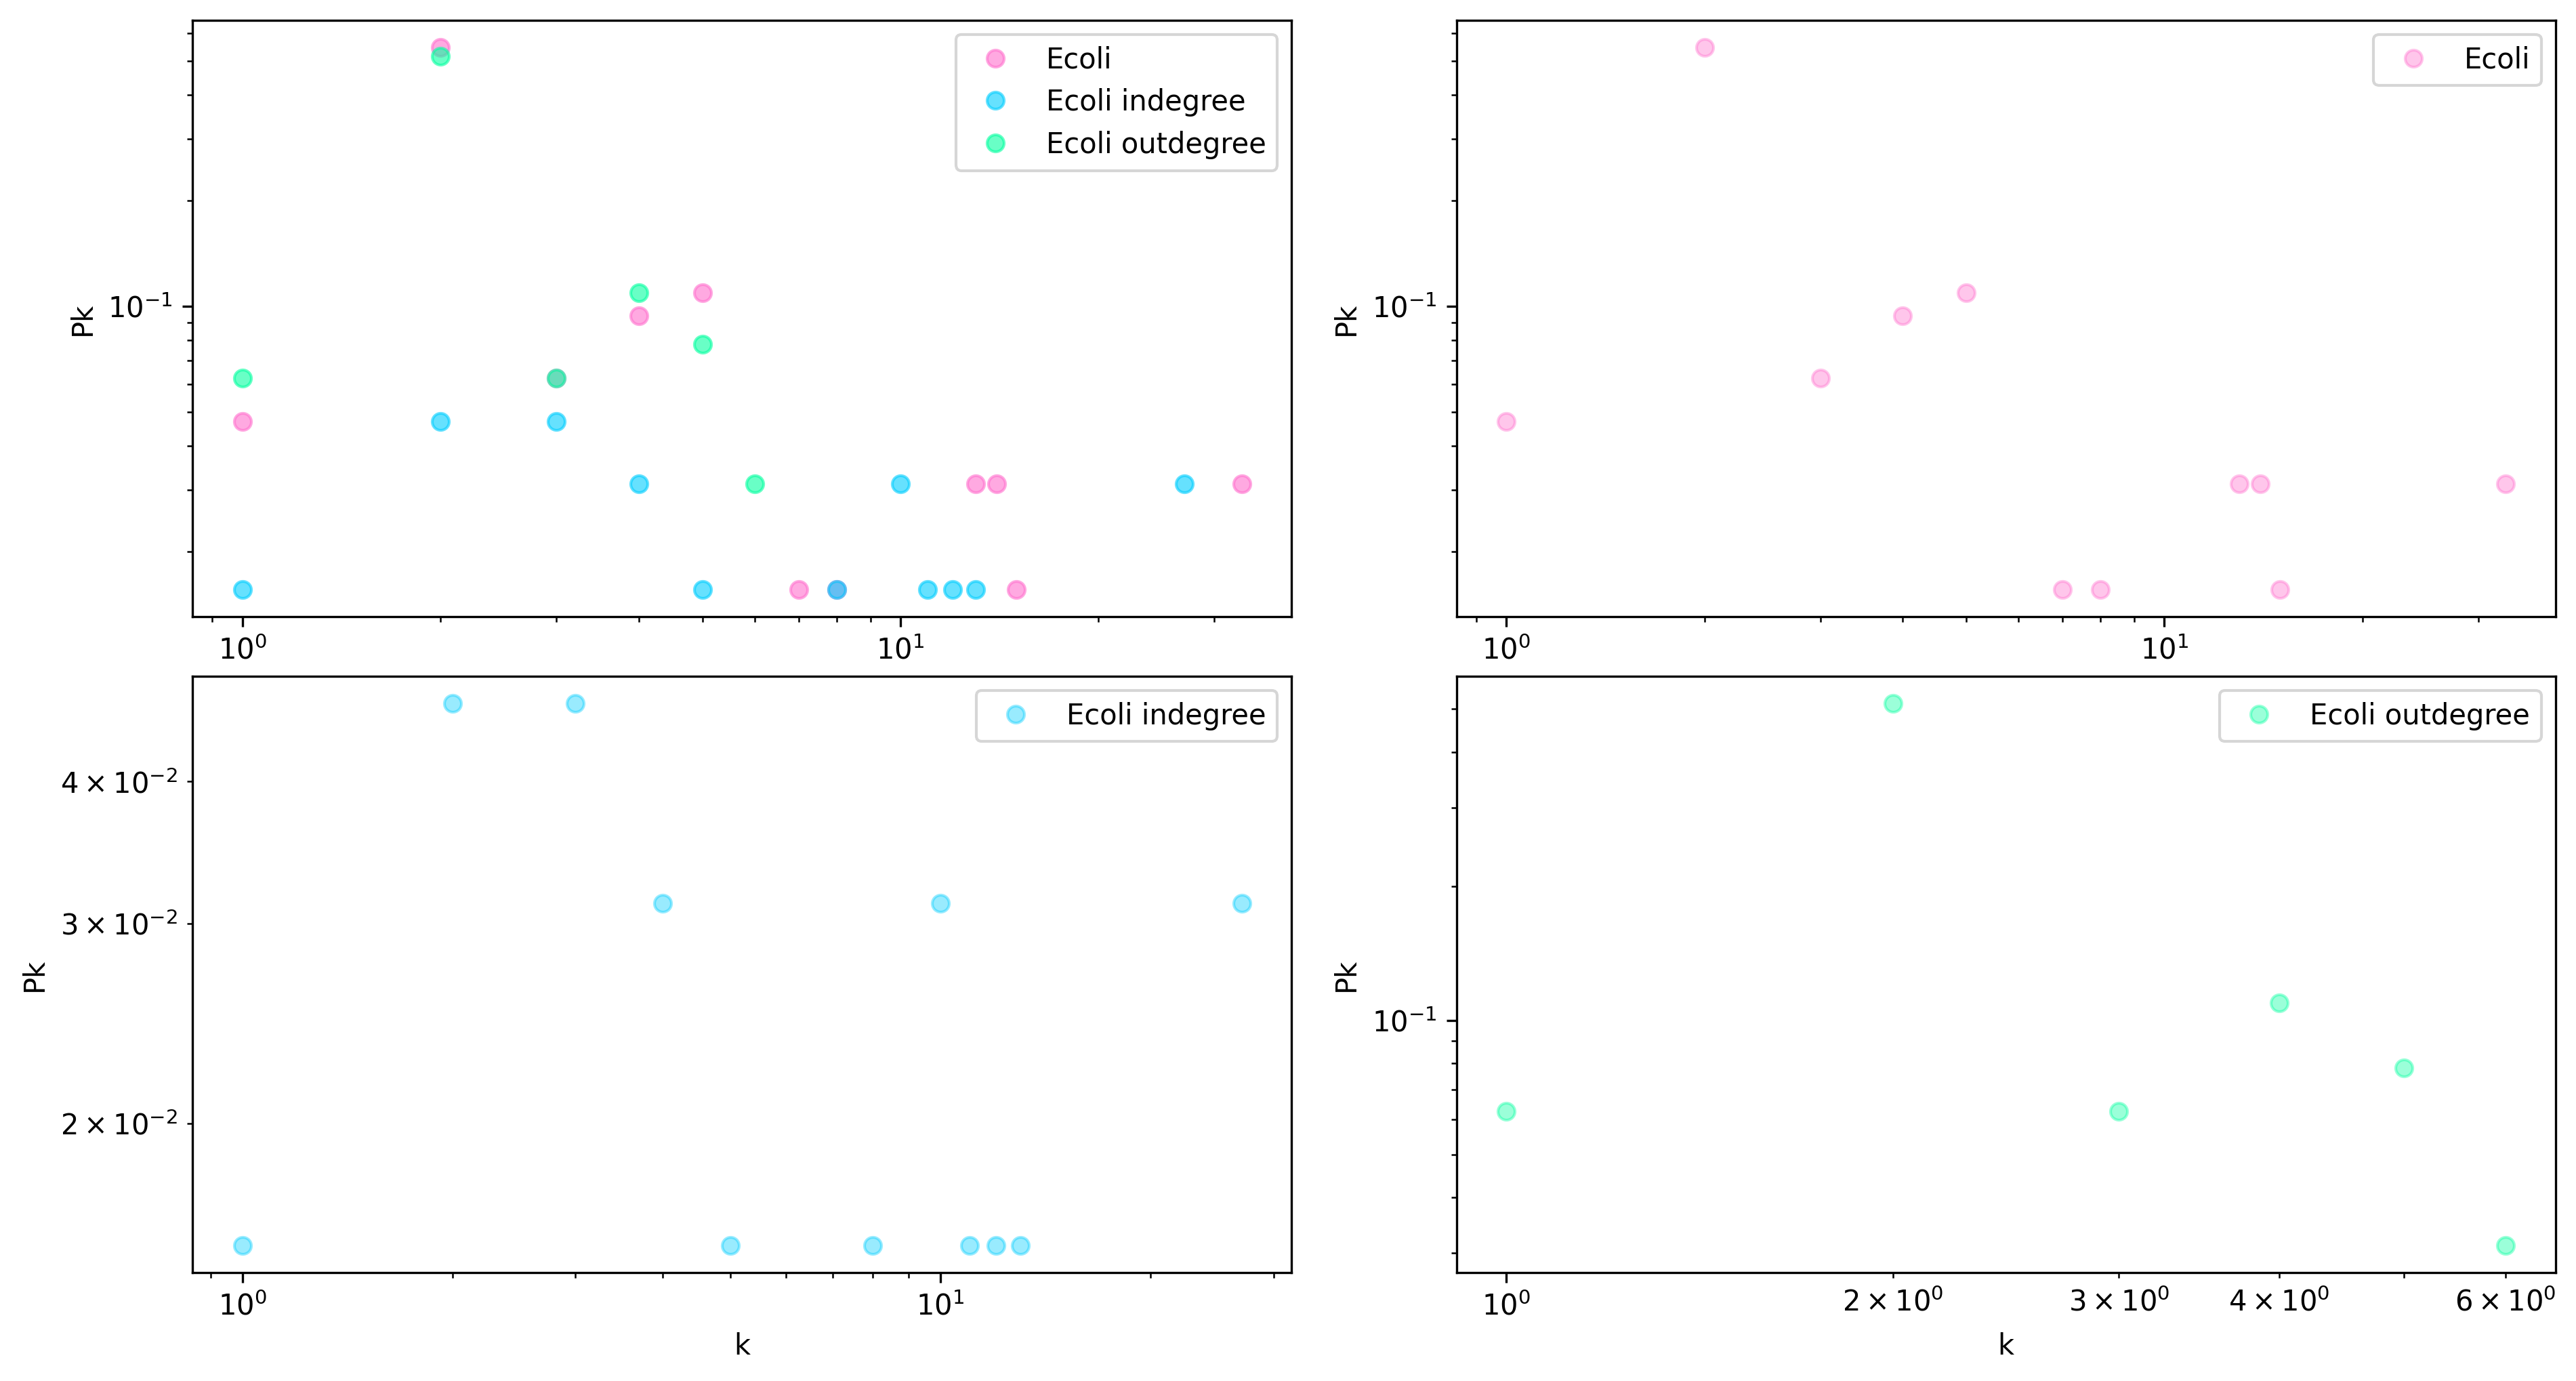 Ecoli
Ecoli indegree
Ecoli outdegree
Pk
10⁻¹
10⁰
10¹
Ecoli
Pk
10⁻¹
10⁰
10¹
Ecoli indegree
Pk
4 × 10⁻²
3 × 10⁻²
2 × 10⁻²
10⁰
10¹
k
Ecoli outdegree
Pk
10⁻¹
10⁰
2 × 10⁰
3 × 10⁰
4 × 10⁰
6 × 10⁰
k